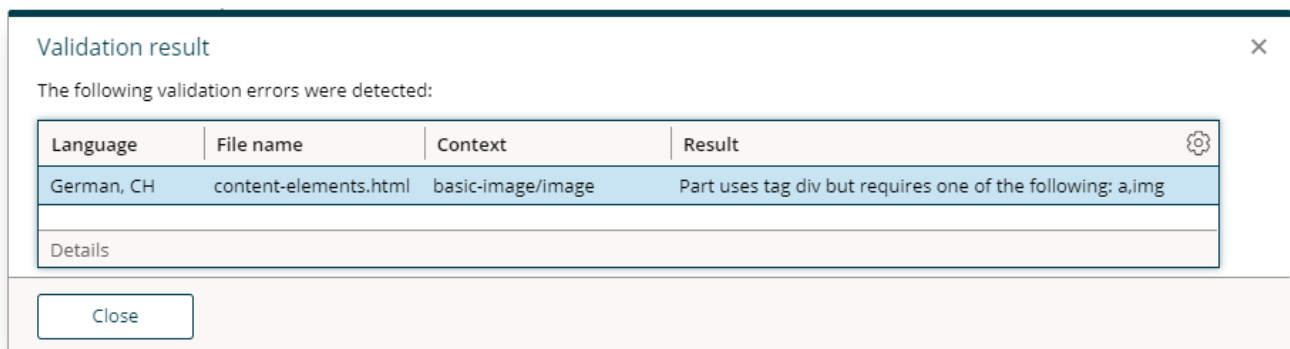 Validation result
The following validation errors were detected:
Language File name Context Result
German, CH content-elements.html basic-image/image Part uses tag div but requires one of the following: a,img
Details
Close